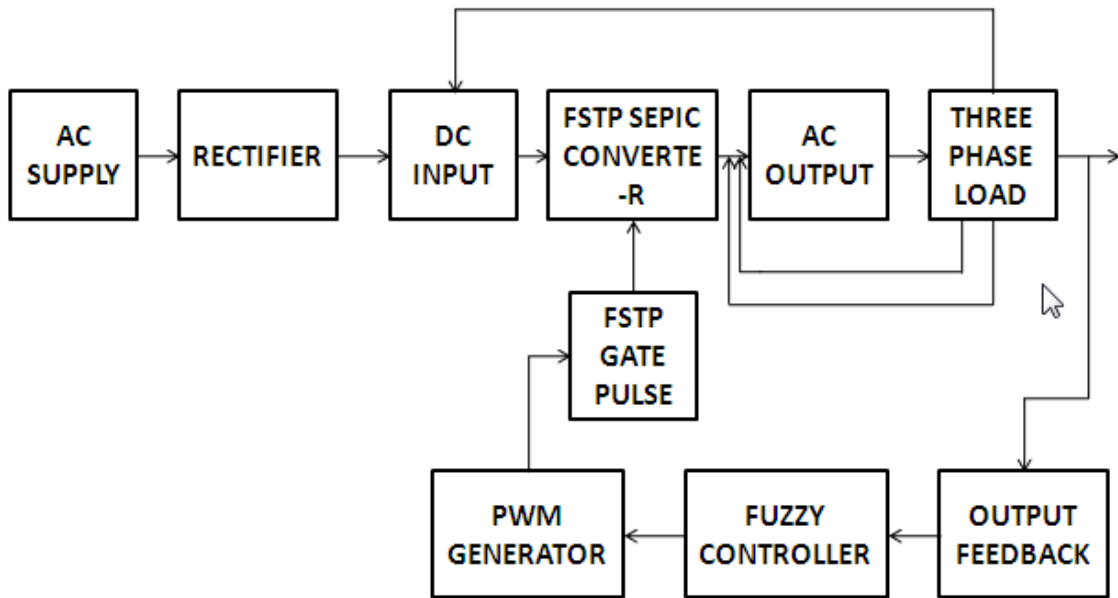 AC
SUPPLY
RECTIFIER
DC
INPUT
FSTP SEPIC
CONVERTE
-R
AC
OUTPUT
THREE
PHASE
LOAD
FSTP
GATE
PULSE
PWM
GENERATOR
FUZZY
CONTROLLER
OUTPUT
FEEDBACK